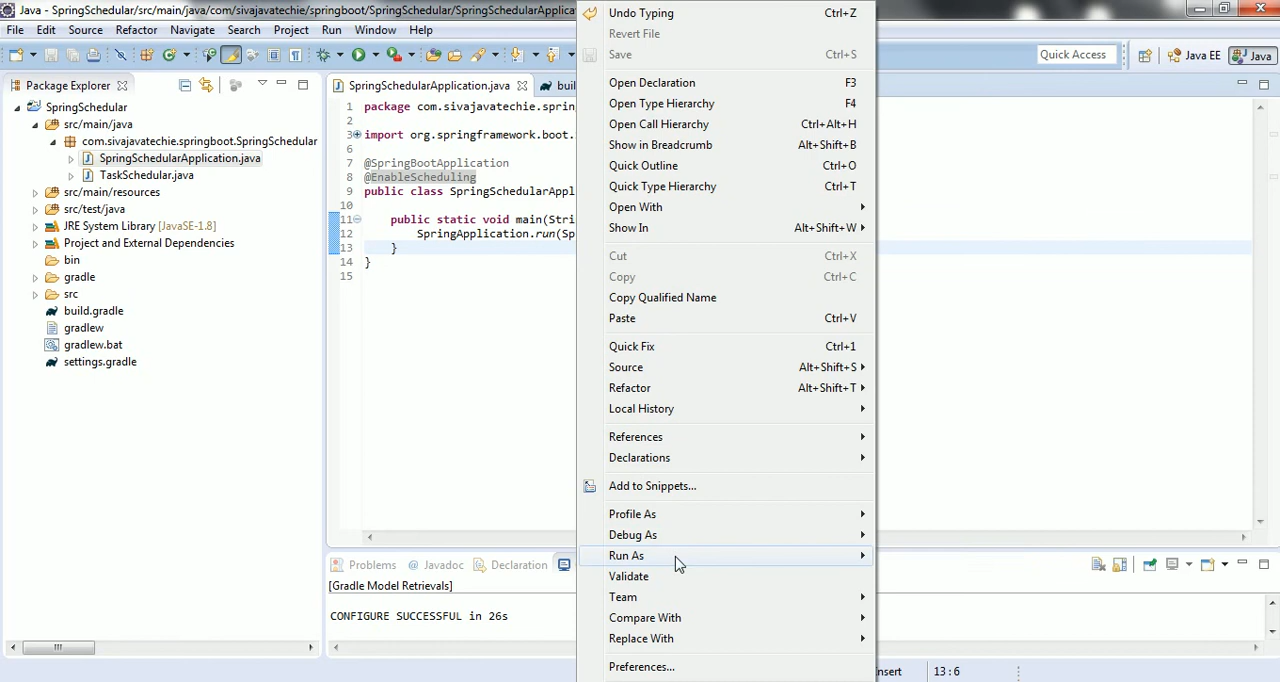 Java - SpringSchedular/src/main/java/com/sivajavatechie/springboot/SpringSchedular/SpringSchedularApplica
File Edit Source Refactor Navigate Search Project Run Window Help
Quick Access
Java EE
Java
Package Explorer
SpringSchedular
src/main/java
com.sivajavatechie.springboot.SpringSchedular
SpringSchedularApplication.java
TaskSchedular.java
src/main/resources
src/test/java
JRE System Library [JavaSE-1.8]
Project and External Dependencies
bin
gradle
src
build.gradle
gradlew
gradlew.bat
settings.gradle
SpringSchedularApplication.java
buil
1 package com.sivajavatechie.sprin
2
3 import org.springframework.boot.
6
7 @SpringBootApplication
8 @EnableScheduling
9 public class SpringSchedularAppl
10
11 public static void main(Stri
12 SpringApplication.run(Sp
13 }
14 }
15
Undo Typing Ctrl+Z
Revert File
Save Ctrl+S
Open Declaration F3
Open Type Hierarchy F4
Open Call Hierarchy Ctrl+Alt+H
Show in Breadcrumb Alt+Shift+B
Quick Outline Ctrl+O
Quick Type Hierarchy Ctrl+T
Open With
Show In Alt+Shift+W
Cut Ctrl+X
Copy Ctrl+C
Copy Qualified Name
Paste Ctrl+V
Quick Fix Ctrl+1
Source Alt+Shift+S
Refactor Alt+Shift+T
Local History
References
Declarations
Add to Snippets...
Profile As
Debug As
Run As
Validate
Team
Compare With
Replace With
Preferences...
Problems @ Javadoc Declaration
[Gradle Model Retrievals]
CONFIGURE SUCCESSFUL in 26s
nsert
13:6